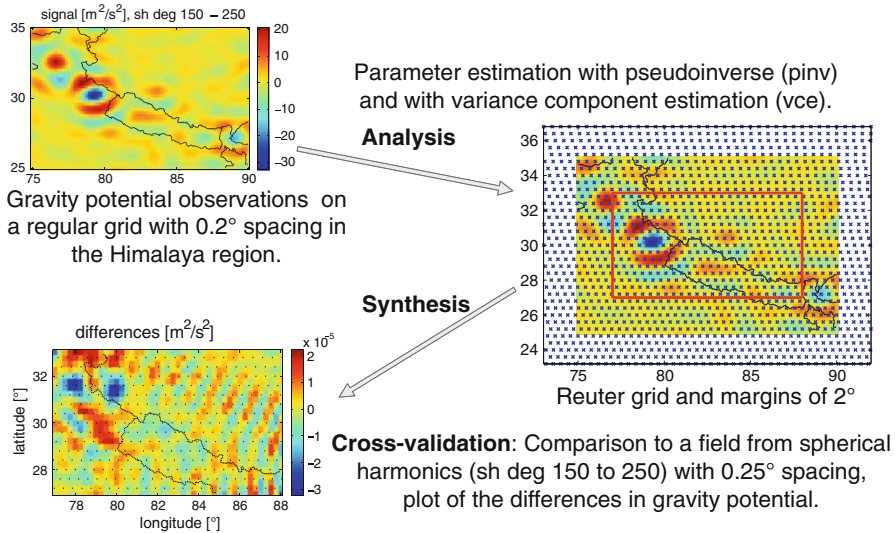 signal [m²/s²], sh deg 150 – 250
35
30
25
75
80
85
90
20
10
0
−10
−20
−30
Gravity potential observations on
a regular grid with 0.2° spacing in
the Himalaya region.
Parameter estimation with pseudoinverse (pinv)
and with variance component estimation (vce).
Analysis
36
34
32
30
28
26
24
75
80
85
90
Reuter grid and margins of 2°
Synthesis
differences [m²/s²]
x 10⁻⁵
2
1
0
−1
−2
−3
32
30
28
latitude [°]
78
80
82
84
86
88
longitude [°]
Cross-validation: Comparison to a field from spherical
harmonics (sh deg 150 to 250) with 0.25° spacing,
plot of the differences in gravity potential.